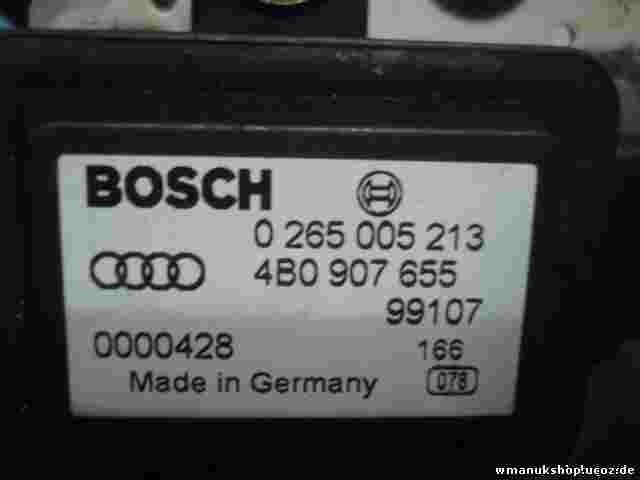 BOSCH
0 265 005 213
4B0 907 655
99107
0000428 166
Made in Germany 078
wmanukshop.ucoz.de